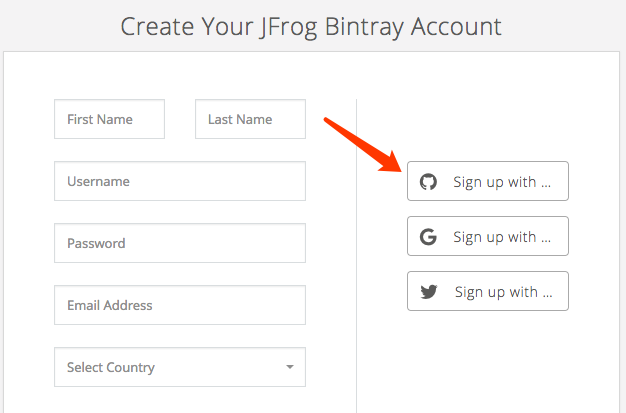 Create Your JFrog Bintray Account
First Name
Last Name
Username
Password
Email Address
Select Country
Sign up with ...
Sign up with ...
Sign up with ...